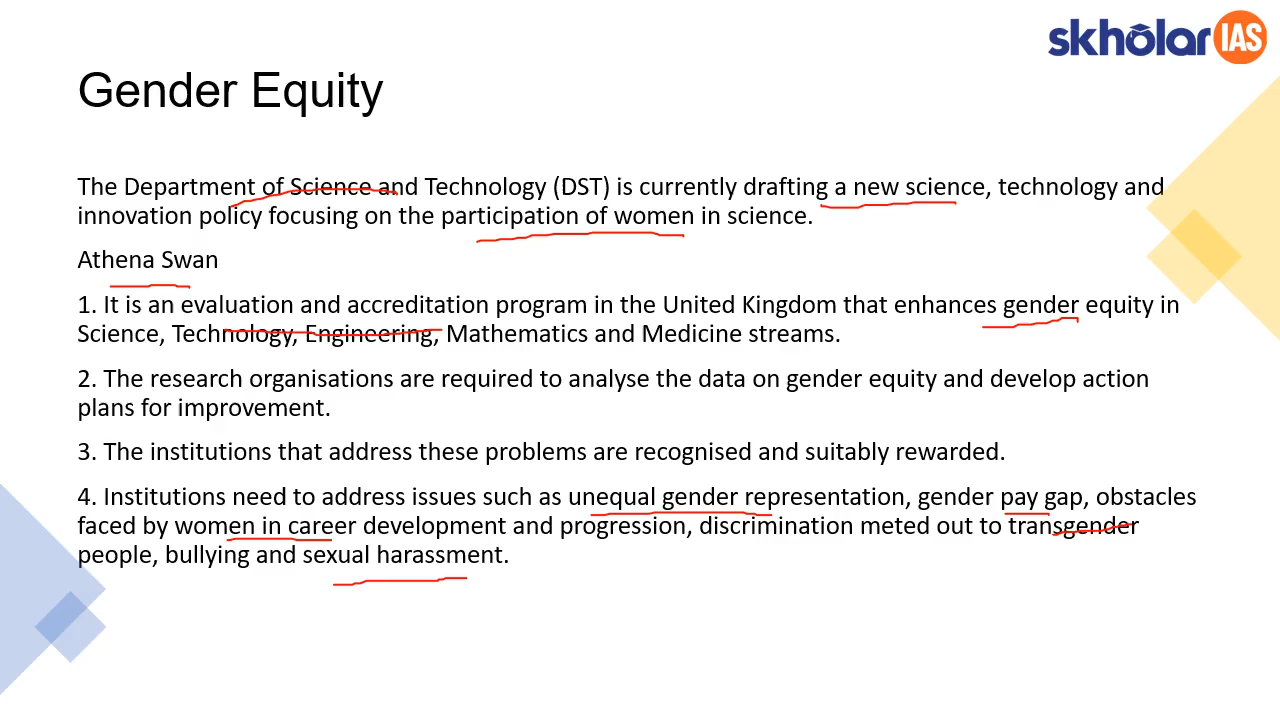 skholar IAS
Gender Equity
The Department of Science and Technology (DST) is currently drafting a new science, technology and
innovation policy focusing on the participation of women in science.
Athena Swan
1. It is an evaluation and accreditation program in the United Kingdom that enhances gender equity in
Science, Technology, Engineering, Mathematics and Medicine streams.
2. The research organisations are required to analyse the data on gender equity and develop action
plans for improvement.
3. The institutions that address these problems are recognised and suitably rewarded.
4. Institutions need to address issues such as unequal gender representation, gender pay gap, obstacles
faced by women in career development and progression, discrimination meted out to transgender
people, bullying and sexual harassment.